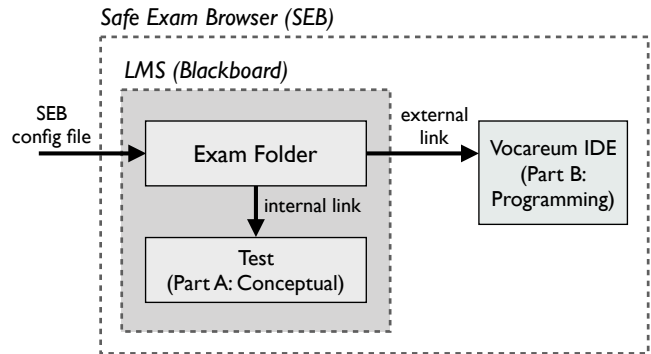 Safe Exam Browser (SEB)
LMS (Blackboard)
SEB
config file
Exam Folder
external
link
Vocareum IDE
(Part B:
Programming)
internal link
Test
(Part A: Conceptual)